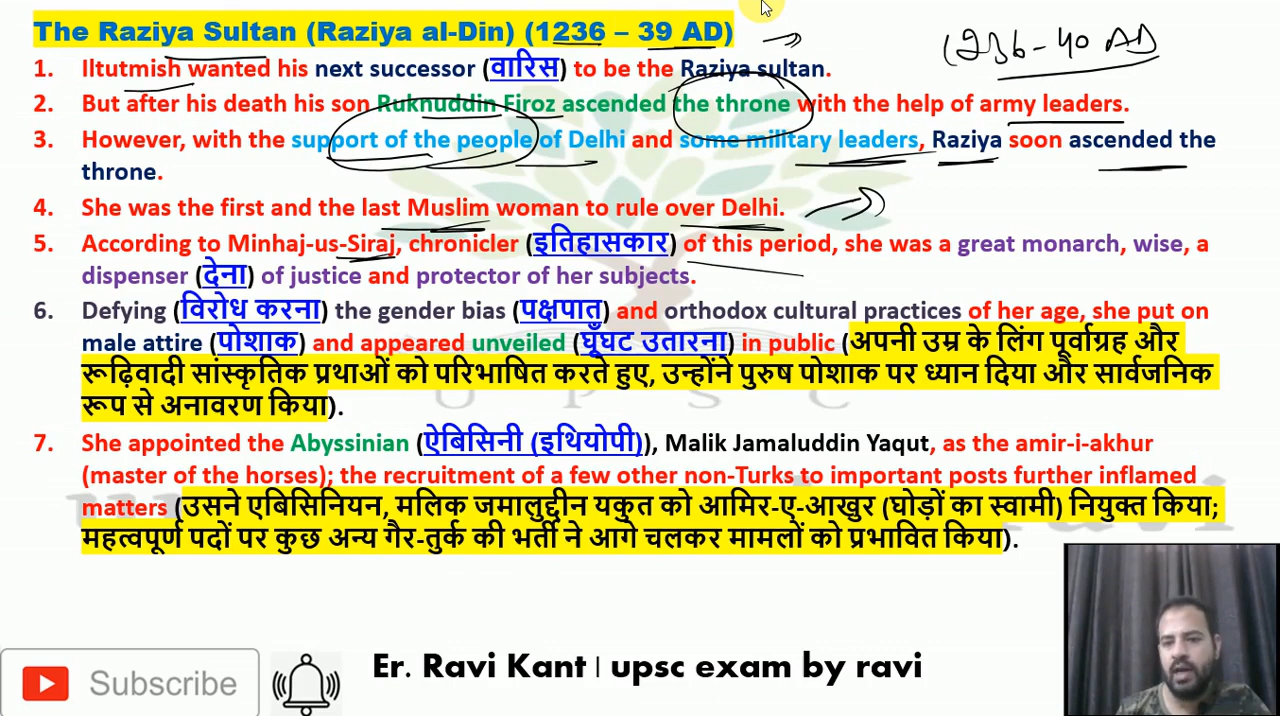 The Raziya Sultan (Raziya al-Din) (1236 – 39 AD)
(1236-40 AD
1. Iltutmish wanted his next successor (वारिस) to be the Raziya sultan.
2. But after his death his son Ruknuddin Firoz ascended the throne with the help of army leaders.
3. However, with the support of the people of Delhi and some military leaders, Raziya soon ascended the
throne.
4. She was the first and the last Muslim woman to rule over Delhi.
5. According to Minhaj-us-Siraj, chronicler (इतिहासकार) of this period, she was a great monarch, wise, a
dispenser (देना) of justice and protector of her subjects.
6. Defying (विरोध करना) the gender bias (पक्षपात) and orthodox cultural practices of her age, she put on
male attire (पोशाक) and appeared unveiled (घूँघट उतारना) in public (अपनी उम्र के लिंग पूर्वाग्रह और
रूढ़िवादी सांस्कृतिक प्रथाओं को परिभाषित करते हुए, उन्होंने पुरुष पोशाक पर ध्यान दिया और सार्वजनिक
रूप से अनावरण किया).
UPSC
7. She appointed the Abyssinian (ऐबिसिनी (इथियोपी)), Malik Jamaluddin Yaqut, as the amir-i-akhur
(master of the horses); the recruitment of a few other non-Turks to important posts further inflamed
matters (उसने एबिसिनियन, मलिक जमालुद्दीन यकुत को आमिर-ए-आखुर (घोड़ों का स्वामी) नियुक्त किया;
महत्वपूर्ण पदों पर कुछ अन्य गैर-तुर्क की भर्ती ने आगे चलकर मामलों को प्रभावित किया).
Subscribe
Er. Ravi Kant | upsc exam by ravi